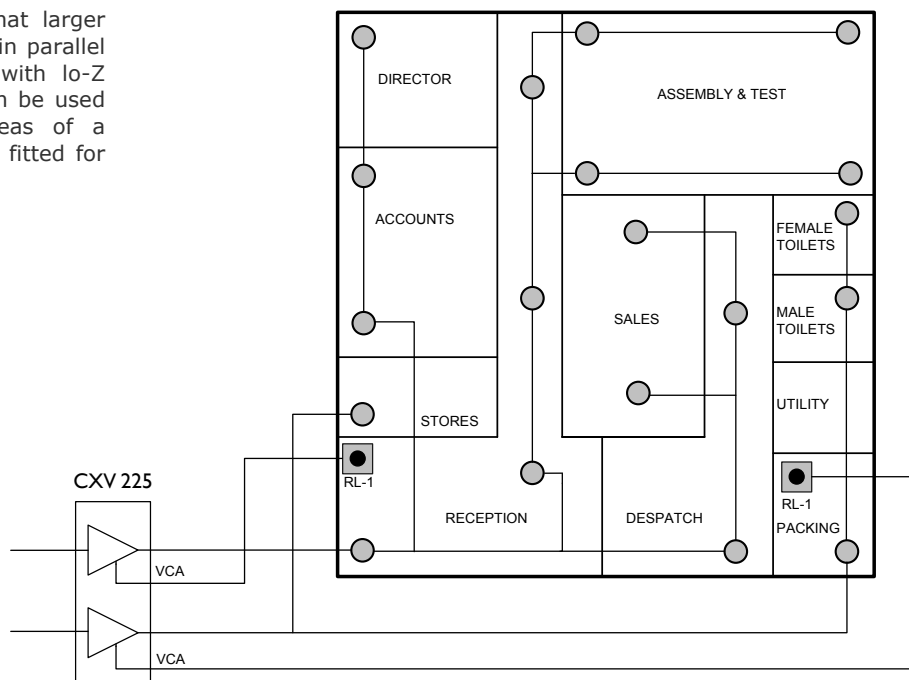 hat larger
in parallel
with lo-Z
n be used
eas of a
fitted for
DIRECTOR
ASSEMBLY & TEST
ACCOUNTS
FEMALE
TOILETS
SALES
MALE
TOILETS
UTILITY
STORES
RL-1
RL-1
RECEPTION
DESPATCH
PACKING
CXV 225
VCA
VCA